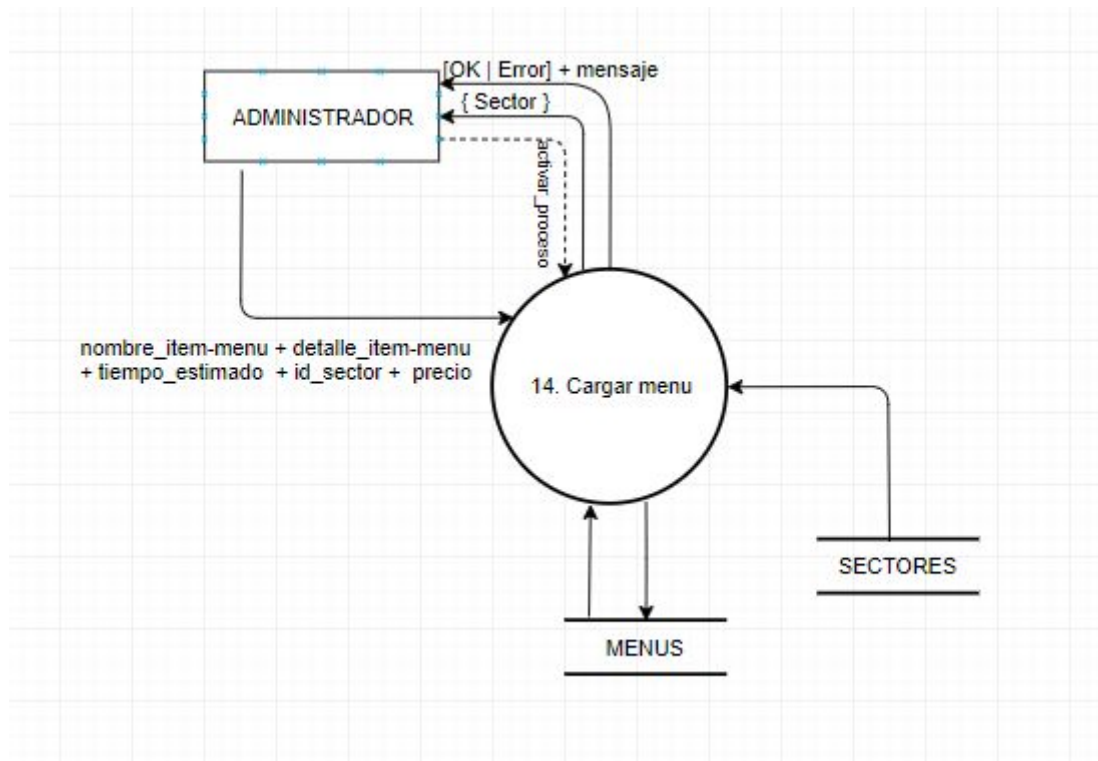 [OK | Error] + mensaje
{ Sector }
ADMINISTRADOR
activar_proceso
nombre_item-menu + detalle_item-menu
+ tiempo_estimado + id_sector + precio
14. Cargar menu
SECTORES
MENUS